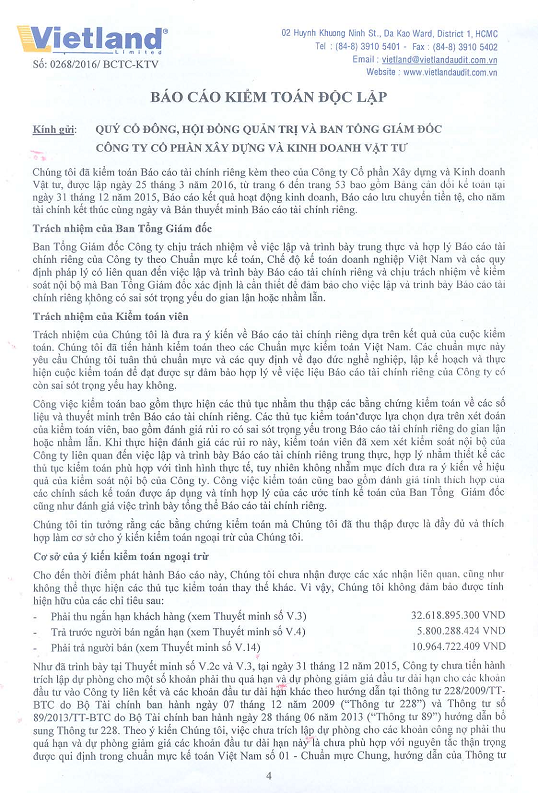 Vietland®
Limited
Số: 0268/2016/ BCTC-KTV
02 Huynh Khuong Ninh St., Da Kao Ward, District 1, HCMC
Tel : (84-8) 3910 5401 - Fax : (84-8) 3910 5402
Email : vietland@vietlandaudit.com.vn
Website : www.vietlandaudit.com.vn
BÁO CÁO KIỂM TOÁN ĐỘC LẬP
Kính gửi: QUÝ CỔ ĐÔNG, HỘI ĐỒNG QUẢN TRỊ VÀ BAN TỔNG GIÁM ĐỐC
CÔNG TY CỔ PHẦN XÂY DỰNG VÀ KINH DOANH VẬT TƯ
Chúng tôi đã kiểm toán Báo cáo tài chính riêng kèm theo của Công ty Cổ phần Xây dựng và Kinh doanh
Vật tư, được lập ngày 25 tháng 3 năm 2016, từ trang 6 đến trang 53 bao gồm Bảng cân đối kế toán tại
ngày 31 tháng 12 năm 2015, Báo cáo kết quả hoạt động kinh doanh, Báo cáo lưu chuyển tiền tệ, cho năm
tài chính kết thúc cùng ngày và Bản thuyết minh Báo cáo tài chính riêng.
Trách nhiệm của Ban Tổng Giám đốc
Ban Tổng Giám đốc Công ty chịu trách nhiệm về việc lập và trình bày trung thực và hợp lý Báo cáo tài
chính riêng của Công ty theo Chuẩn mực kế toán, Chế độ kế toán doanh nghiệp Việt Nam và các quy
định pháp lý có liên quan đến việc lập và trình bày Báo cáo tài chính riêng và chịu trách nhiệm về kiểm
soát nội bộ mà Ban Tổng Giám đốc xác định là cần thiết để đảm bảo cho việc lập và trình bày Báo cáo tài
chính riêng không có sai sót trọng yếu do gian lận hoặc nhầm lẫn.
Trách nhiệm của Kiểm toán viên
Trách nhiệm của Chúng tôi là đưa ra ý kiến về Báo cáo tài chính riêng dựa trên kết quả của cuộc kiểm
toán. Chúng tôi đã tiến hành kiểm toán theo các Chuẩn mực kiểm toán Việt Nam. Các chuẩn mực này
yêu cầu Chúng tôi tuân thủ chuẩn mực và các quy định về đạo đức nghề nghiệp, lập kế hoạch và thực
hiện cuộc kiểm toán để đạt được sự đảm bảo hợp lý về việc liệu Báo cáo tài chính riêng của Công ty có
còn sai sót trọng yếu hay không.
Công việc kiểm toán bao gồm thực hiện các thủ tục nhằm thu thập các bằng chứng kiểm toán về các số
liệu và thuyết minh trên Báo cáo tài chính riêng. Các thủ tục kiểm toán được lựa chọn dựa trên xét đoán
của kiểm toán viên, bao gồm đánh giá rủi ro có sai sót trọng yếu trong Báo cáo tài chính riêng do gian lận
hoặc nhầm lẫn. Khi thực hiện đánh giá các rủi ro này, kiểm toán viên đã xem xét kiểm soát nội bộ của
Công ty liên quan đến việc lập và trình bày Báo cáo tài chính riêng trung thực, hợp lý nhằm thiết kế các
thủ tục kiểm toán phù hợp với tình hình thực tế, tuy nhiên không nhằm mục đích đưa ra ý kiến về hiệu
quả của kiểm soát nội bộ của Công ty. Công việc kiểm toán cũng bao gồm đánh giá tính thích hợp của
các chính sách kế toán được áp dụng và tính hợp lý của các ước tính kế toán của Ban Tổng Giám đốc
cũng như đánh giá việc trình bày tổng thể Báo cáo tài chính riêng.
Chúng tôi tin tưởng rằng các bằng chứng kiểm toán mà Chúng tôi đã thu thập được là đầy đủ và thích
hợp làm cơ sở cho ý kiến kiểm toán ngoại trừ của Chúng tôi.
Cơ sở của ý kiến kiểm toán ngoại trừ
Cho đến thời điểm phát hành Báo cáo này, Chúng tôi chưa nhận được các xác nhận liên quan, cũng như
không thể thực hiện các thủ tục kiểm toán thay thế khác. Vì vậy, Chúng tôi không đảm bảo được tính
hiện hữu của các chỉ tiêu sau:
- Phải thu ngắn hạn khách hàng (xem Thuyết minh số V.3) 32.618.895.300 VND
- Trả trước người bán ngắn hạn (xem Thuyết minh số V.4) 5.800.288.424 VND
- Phải trả người bán (xem Thuyết minh số V.14) 10.964.722.409 VND
Như đã trình bày tại Thuyết minh số V.2c và V.3, tại ngày 31 tháng 12 năm 2015, Công ty chưa tiến hành
trích lập dự phòng cho một số khoản phải thu quá hạn và dự phòng giảm giá đầu tư dài hạn cho các khoản
đầu tư vào Công ty liên kết và các khoản đầu tư dài hạn khác theo hướng dẫn tại thông tư 228/2009/TT-
BTC do Bộ Tài chính ban hành ngày 07 tháng 12 năm 2009 (“Thông tư 228”) và Thông tư số
89/2013/TT-BTC do Bộ Tài chính ban hành ngày 28 tháng 06 năm 2013 (“Thông tư 89”) hướng dẫn bổ
sung Thông tư 228. Theo ý kiến Chúng tôi, việc chưa trích lập dự phòng cho các khoản công nợ phải thu
quá hạn và dự phòng giảm giá các khoản đầu tư dài hạn này là chưa phù hợp với nguyên tắc thận trọng
được qui định trong chuẩn mực kế toán Việt Nam số 01 - Chuẩn mực Chung, hướng dẫn của Thông tư
4